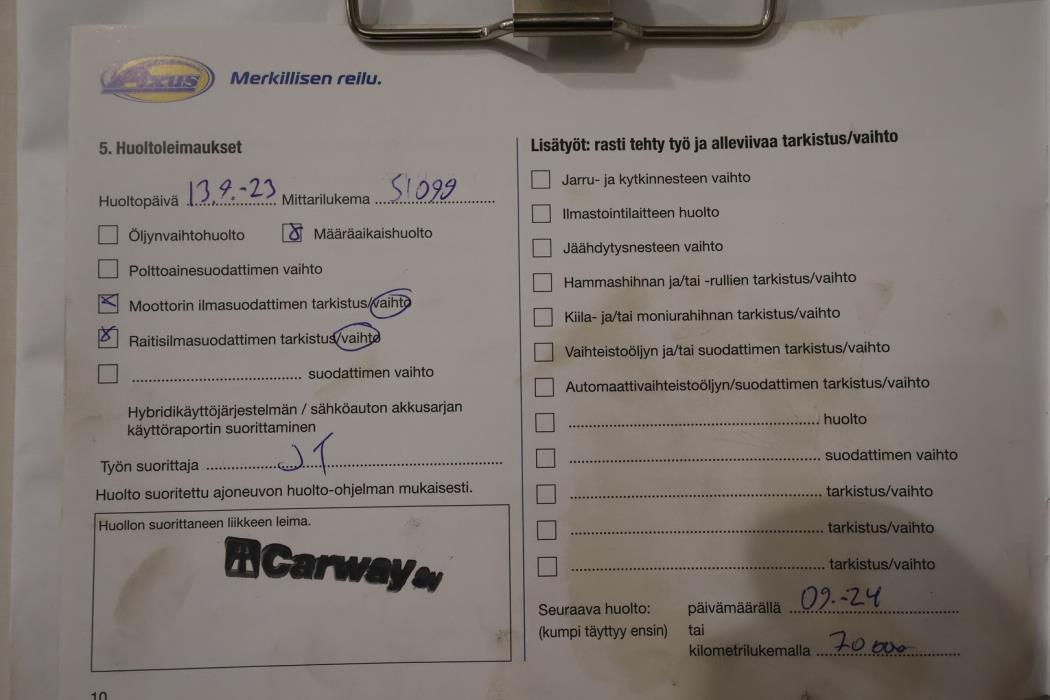 Axus Merkillisen reilu.
5. Huoltoleimaukset
Huoltopäivä 13.9.-23 Mittarilukema 51099
Öljynvaihtohuolto Määräaikaishuolto
Polttoainesuodattimen vaihto
Moottorin ilmasuodattimen tarkistus/vaihto
Raitisilmasuodattimen tarkistus/vaihto
.............................. suodattimen vaihto
Hybridikäyttöjärjestelmän / sähköauton akkusarjan
käyttöraportin suorittaminen
Työn suorittaja JT
Huolto suoritettu ajoneuvon huolto-ohjelman mukaisesti.
Huollon suorittaneen liikkeen leima.
Carway oy
10
Lisätyöt: rasti tehty työ ja alleviivaa tarkistus/vaihto
Jarru- ja kytkinnesteen vaihto
Ilmastointilaitteen huolto
Jäähdytysnesteen vaihto
Hammashihnan ja/tai -rullien tarkistus/vaihto
Kiila- ja/tai moniurahihnan tarkistus/vaihto
Vaihteistoöljyn ja/tai suodattimen tarkistus/vaihto
Automaattivaihteistoöljyn/suodattimen tarkistus/vaihto
.............................. huolto
.............................. suodattimen vaihto
.............................. tarkistus/vaihto
.............................. tarkistus/vaihto
.............................. tarkistus/vaihto
Seuraava huolto: päivämäärällä 09.-24
(kumpi täyttyy ensin) tai
kilometrilukemalla 70 000